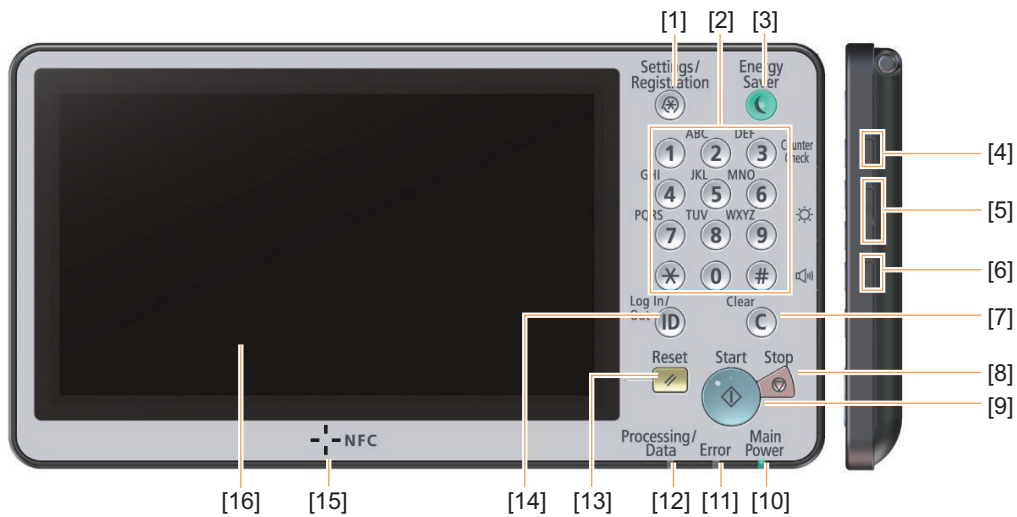 [1] [2] [3]
Settings/ Energy
Registration Saver
ABC DEF
1 2 3 Counter
Check
[4]
GHI JKL MNO
4 5 6
[5]
PQRS TUV WXYZ
7 8 9
[6]
0 #
Log In/ Clear
Out
ID C
[7]
Reset Start Stop
[8]
[9]
NFC
Processing/ Main
Data Error Power
[16] [15] [14] [13] [12] [11] [10]